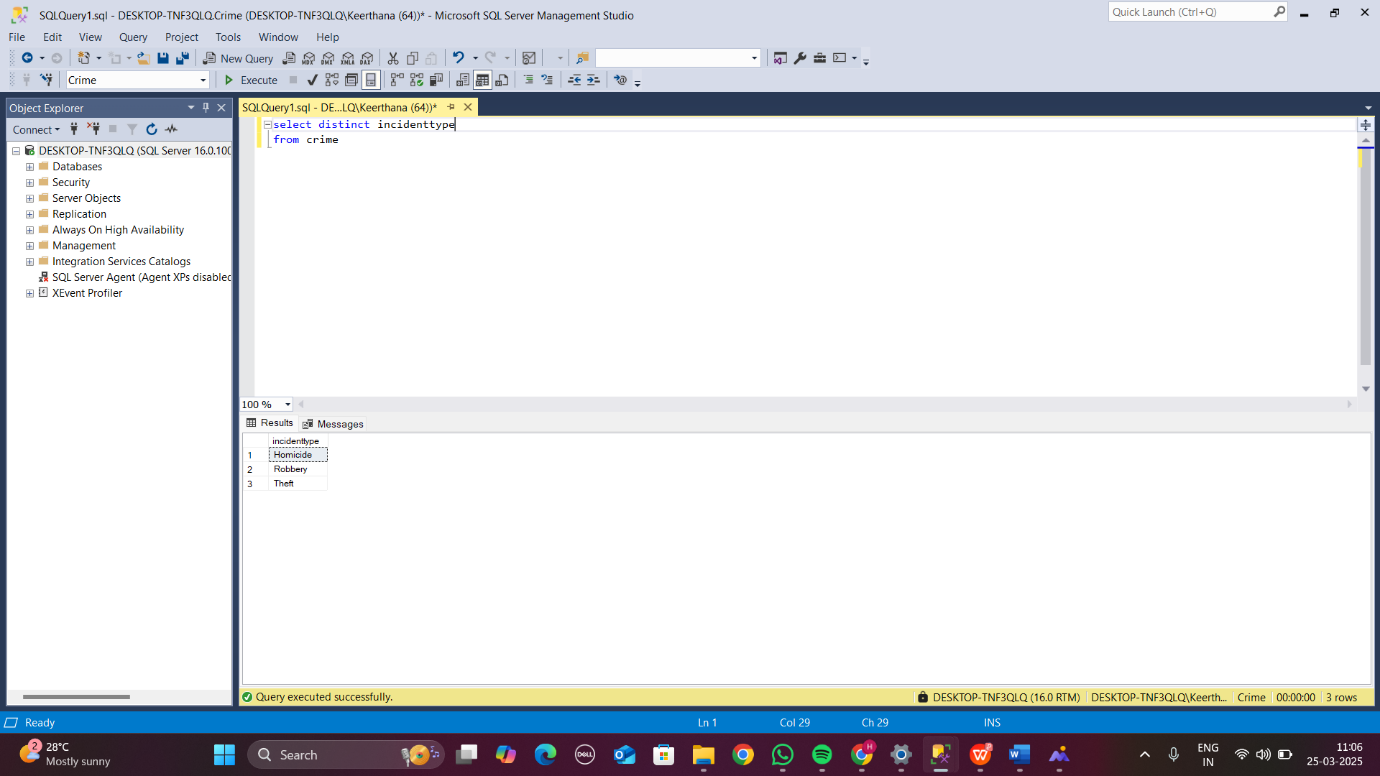 SQLQuery1.sql - DESKTOP-TNF3QLQ.Crime (DESKTOP-TNF3QLQ\Keerthana (64))* - Microsoft SQL Server Management Studio
Quick Launch (Ctrl+Q)
File Edit View Query Project Tools Window Help
New Query
MDX DMX XMLA DAX
Crime
Execute
Object Explorer
Connect
DESKTOP-TNF3QLQ (SQL Server 16.0.100
Databases
Security
Server Objects
Replication
Always On High Availability
Management
Integration Services Catalogs
SQL Server Agent (Agent XPs disabled
XEvent Profiler
SQLQuery1.sql - DE...LQ\Keerthana (64))*
select distinct incidenttype
from crime
100 %
Results Messages
incidenttype
1 Homicide
2 Robbery
3 Theft
Query executed successfully.
DESKTOP-TNF3QLQ (16.0 RTM) DESKTOP-TNF3QLQ\Keerth... Crime 00:00:00 3 rows
Ready
Ln 1 Col 29 Ch 29 INS
2
28°C
Mostly sunny
Search
DELL
H
W
ENG
IN
11:06
25-03-2025